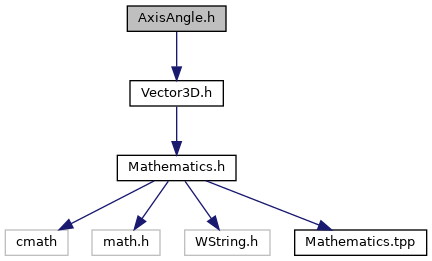 AxisAngle.h
Vector3D.h
Mathematics.h
cmath
math.h
WString.h
Mathematics.tpp